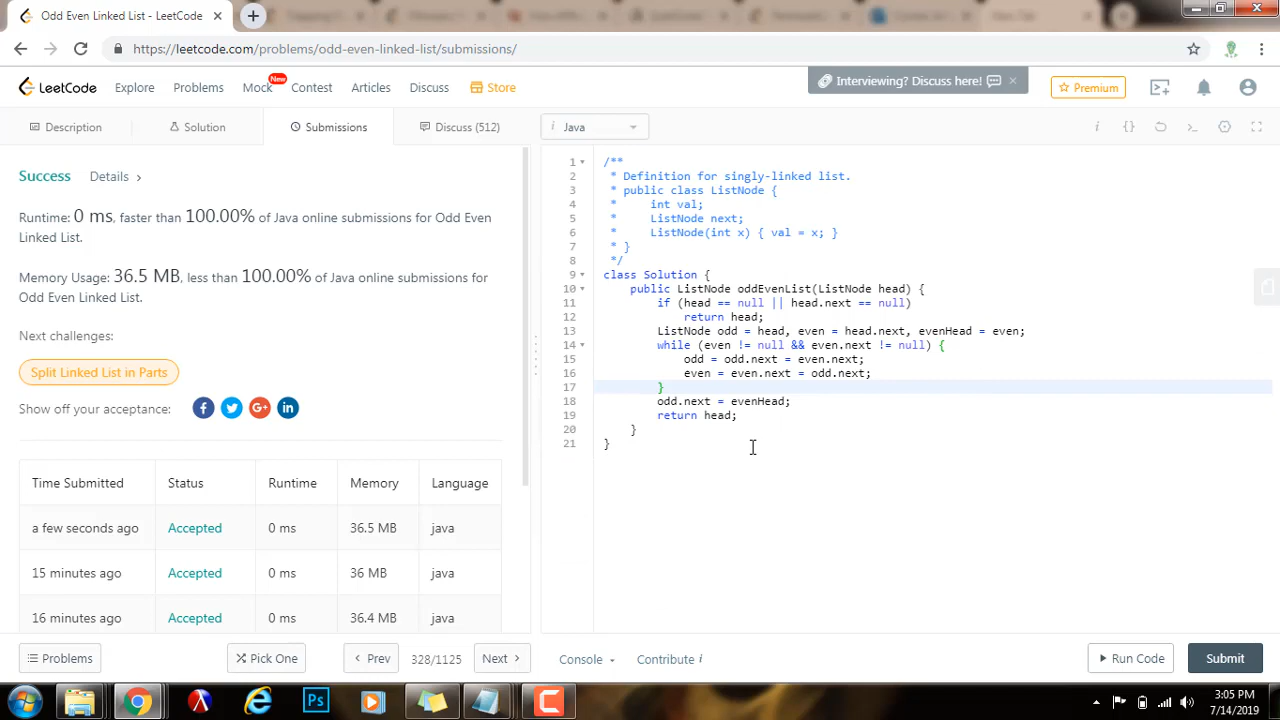 Odd Even Linked List - LeetCode
https://leetcode.com/problems/odd-even-linked-list/submissions/
LeetCode Explore Problems Mock New Contest Articles Discuss Store Interviewing? Discuss here! Premium
Description Solution Submissions Discuss (512) i Java
Success Details
Runtime: 0 ms, faster than 100.00% of Java online submissions for Odd Even
Linked List.
Memory Usage: 36.5 MB, less than 100.00% of Java online submissions for
Odd Even Linked List.
Next challenges:
Split Linked List in Parts
Show off your acceptance:
Time Submitted Status Runtime Memory Language
a few seconds ago Accepted 0 ms 36.5 MB java
15 minutes ago Accepted 0 ms 36 MB java
16 minutes ago Accepted 0 ms 36.4 MB java
1 /**
2 * Definition for singly-linked list.
3 * public class ListNode {
4 *     int val;
5 *     ListNode next;
6 *     ListNode(int x) { val = x; }
7 * }
8 */
9 class Solution {
10     public ListNode oddEvenList(ListNode head) {
11         if (head == null || head.next == null)
12             return head;
13         ListNode odd = head, even = head.next, evenHead = even;
14         while (even != null && even.next != null) {
15             odd = odd.next = even.next;
16             even = even.next = odd.next;
17         }
18         odd.next = evenHead;
19         return head;
20     }
21 }
Problems Pick One Prev 328/1125 Next Console Contribute i Run Code Submit
3:05 PM
7/14/2019